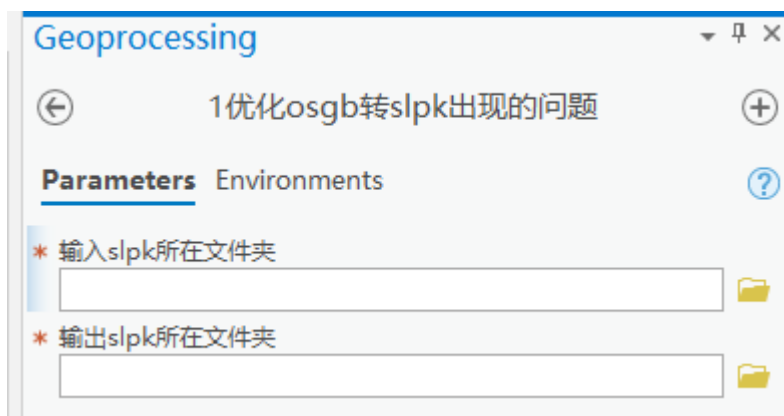 Geoprocessing
1优化osgb转slpk出现的问题
Parameters Environments
* 输入slpk所在文件夹
* 输出slpk所在文件夹